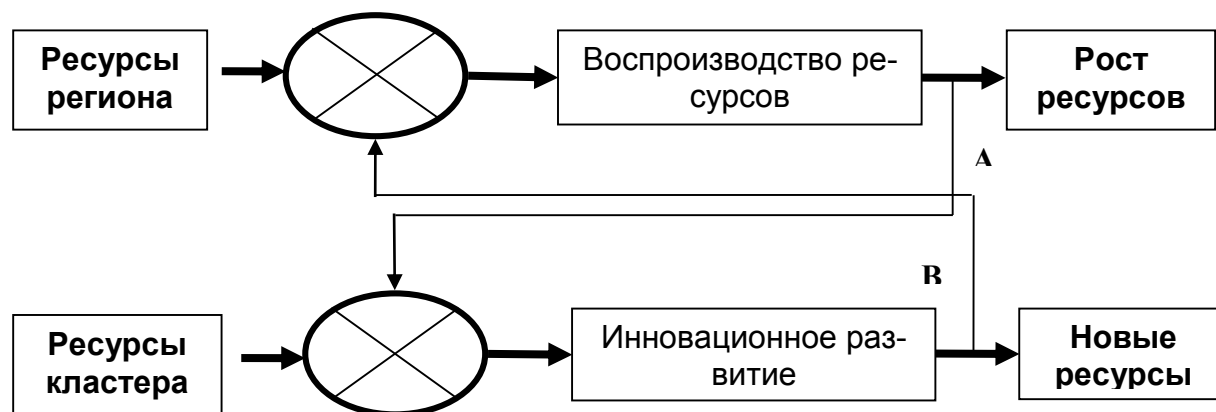 Ресурсы
региона
Воспроизводство ре-
сурсов
Рост
ресурсов
A
B
Ресурсы
кластера
Инновационное раз-
витие
Новые
ресурсы